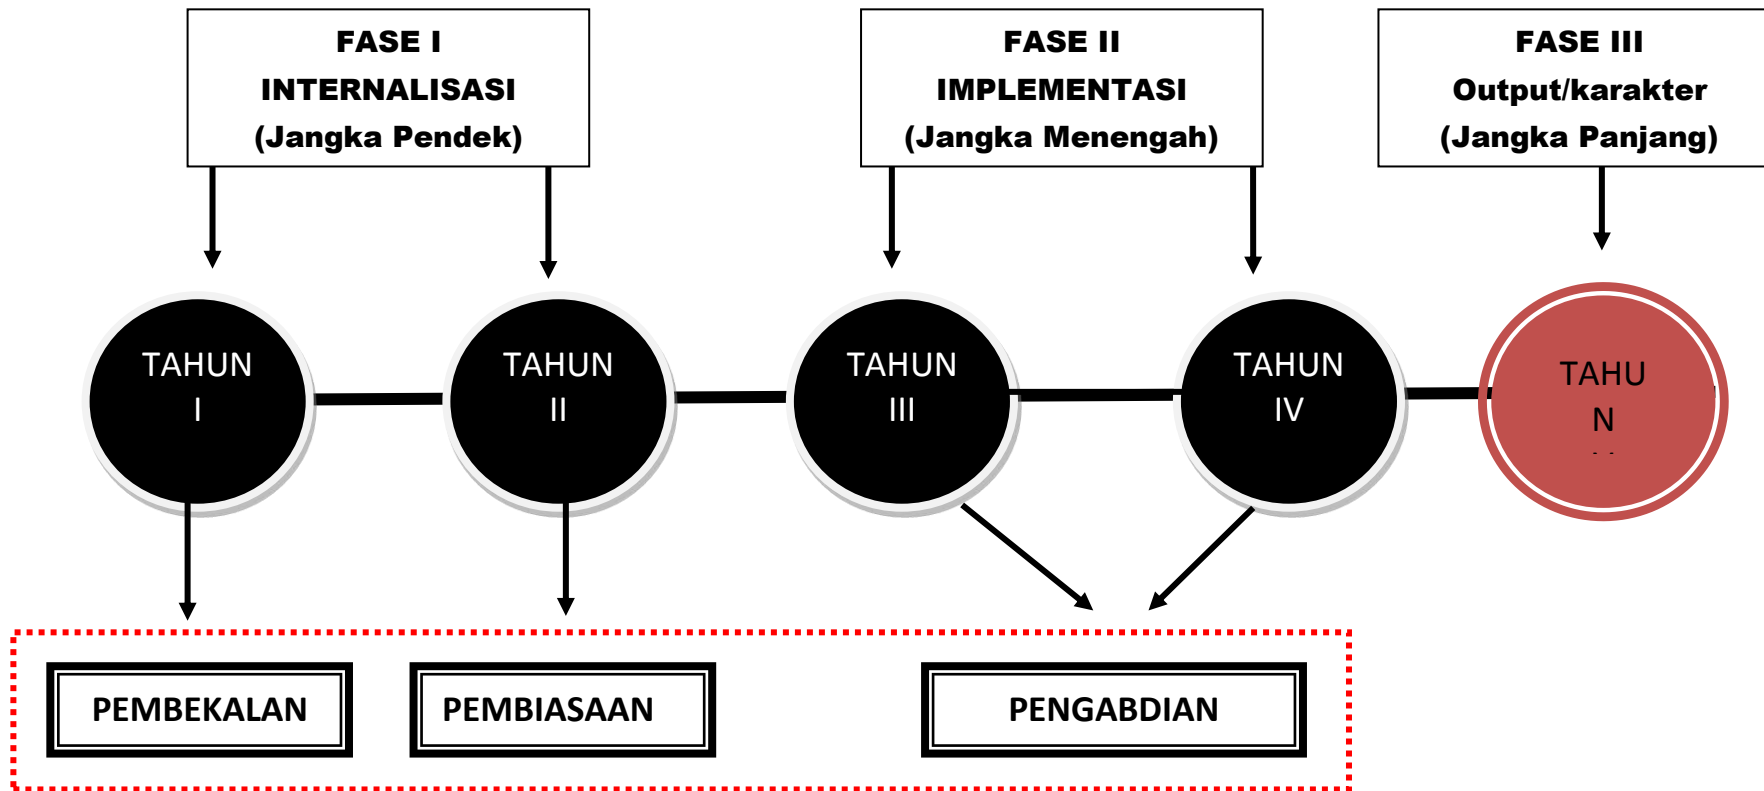 FASE I
INTERNALISASI
(Jangka Pendek)
FASE II
IMPLEMENTASI
(Jangka Menengah)
FASE III
Output/karakter
(Jangka Panjang)
TAHUN
I
TAHUN
II
TAHUN
III
TAHUN
IV
TAHU
N
PEMBEKALAN
PEMBIASAAN
PENGABDIAN